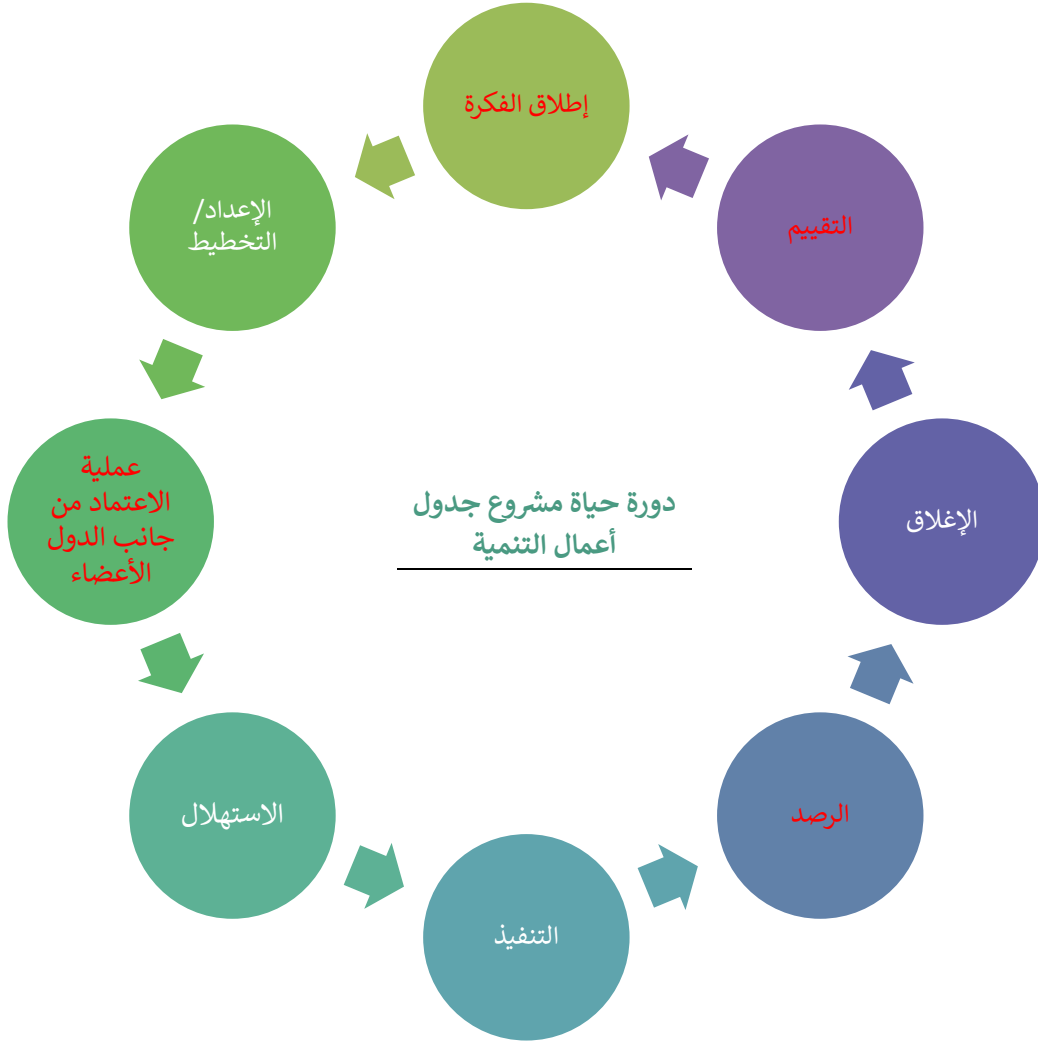 إطلاق الفكرة
الإعداد/
التخطيط
عملية
الاعتماد من
جانب الدول
الأعضاء
الاستهلال
التنفيذ
الرصد
الإغلاق
التقييم
دورة حياة مشروع جدول
أعمال التنمية